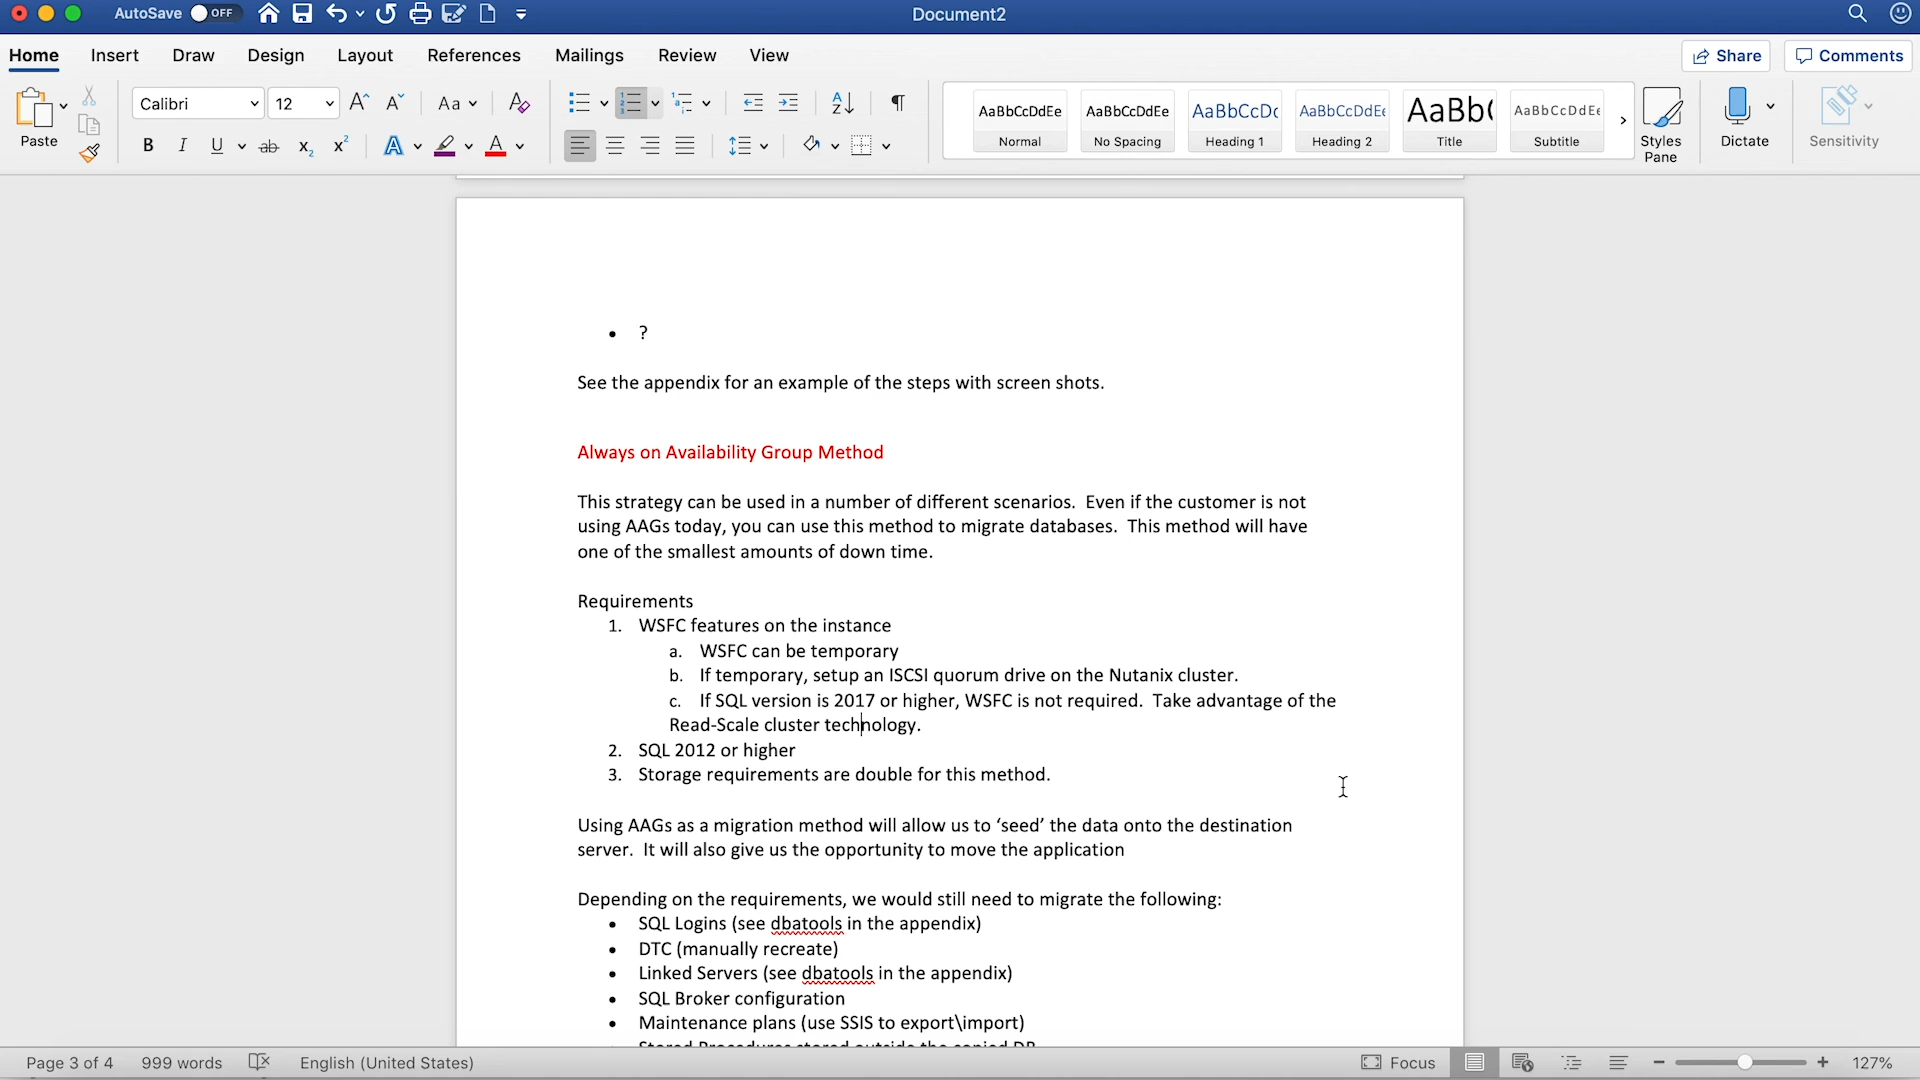 AutoSave OFF Document2
Home Insert Draw Design Layout References Mailings Review View Share Comments
Paste
Calibri 12 Aa
AaBbCcDdEe Normal
AaBbCcDdEe No Spacing
AaBbCcDc Heading 1
AaBbCcDdEe Heading 2
AaBb( Title
AaBbCcDdEe Subtitle
Styles Pane
Dictate
Sensitivity
• ?
See the appendix for an example of the steps with screen shots.
Always on Availability Group Method
This strategy can be used in a number of different scenarios. Even if the customer is not
using AAGs today, you can use this method to migrate databases. This method will have
one of the smallest amounts of down time.
Requirements
1. WSFC features on the instance
a. WSFC can be temporary
b. If temporary, setup an ISCSI quorum drive on the Nutanix cluster.
c. If SQL version is 2017 or higher, WSFC is not required. Take advantage of the
Read-Scale cluster technology.
2. SQL 2012 or higher
3. Storage requirements are double for this method.
Using AAGs as a migration method will allow us to ‘seed’ the data onto the destination
server. It will also give us the opportunity to move the application
Depending on the requirements, we would still need to migrate the following:
• SQL Logins (see dbatools in the appendix)
• DTC (manually recreate)
• Linked Servers (see dbatools in the appendix)
• SQL Broker configuration
• Maintenance plans (use SSIS to export\import)
Stored Procedures stored outside the copied DB
Page 3 of 4 999 words English (United States) Focus 127%